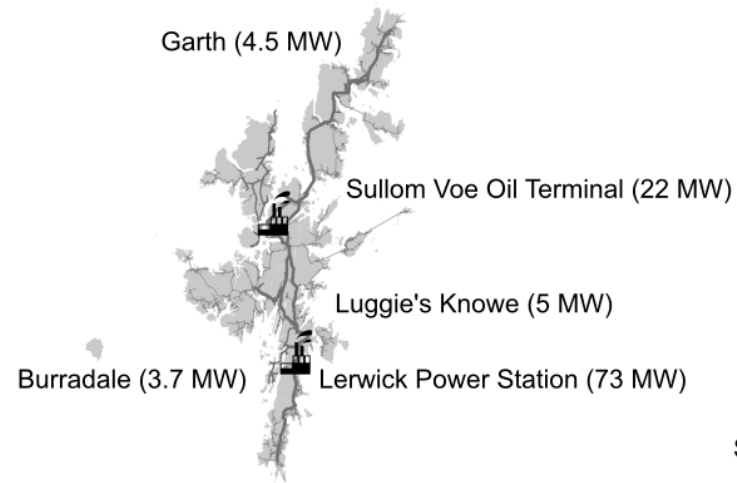 Garth (4.5 MW)
Sullom Voe Oil Terminal (22 MW)
Luggie's Knowe (5 MW)
Burradale (3.7 MW)
Lerwick Power Station (73 MW)